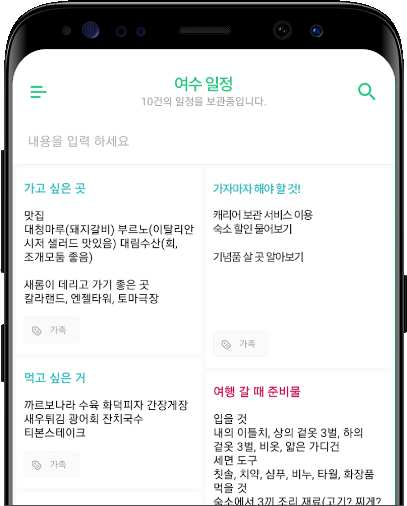 여수 일정
10건의 일정을 보관중입니다.
내용을 입력 하세요
가고 싶은 곳
맛집
대청마루(돼지갈비) 부르노(이탈리안
시저 샐러드 맛있음) 대림수산(회,
조개모둠 좋음)
새롬이 데리고 가기 좋은 곳
칼라랜드, 엔젤타워, 토마극장
가족
먹고 싶은 거
까르보나라 수육 화덕피자 간장게장
새우튀김 광어회 잔치국수
티본스테이크
가족
가자마자 해야 할 것!
캐리어 보관 서비스 이용
숙소 할인 물어보기
기념품 살 곳 알아보기
가족
여행 갈 때 준비물
입을 것
내의 이틀치, 상의 겉옷 3벌, 하의
겉옷 3벌, 비옷, 얇은 가디건
세면 도구
칫솔, 치약, 샴푸, 비누, 타월, 화장품
먹을 것
숙소에서 3끼 조리 재료(고기? 찌게?